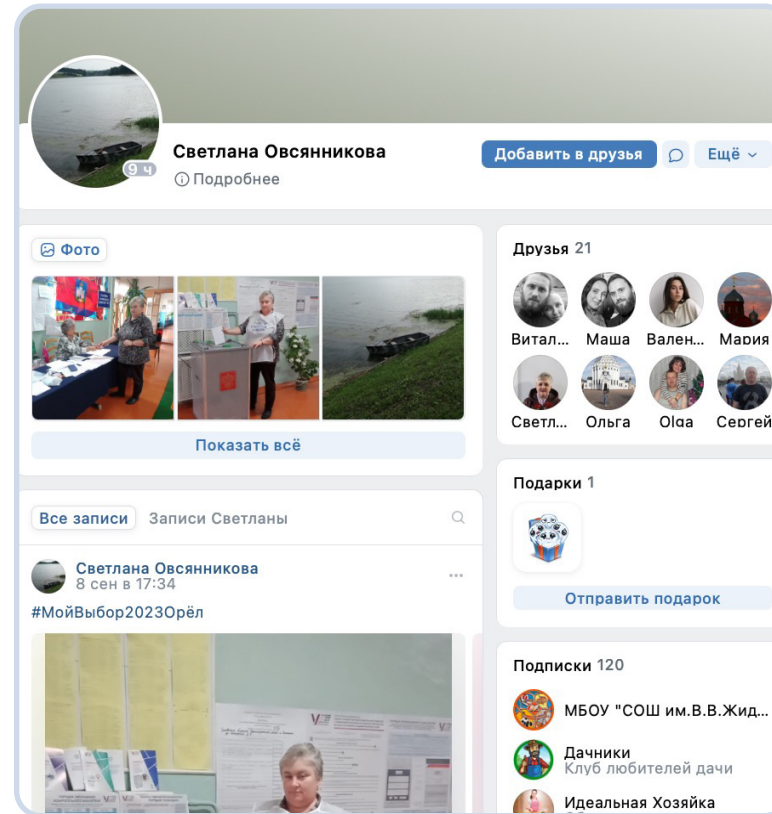 9 ч
Светлана Овсянникова
Подробнее
Добавить в друзья
Ещё
Фото
Показать всё
Все записи
Записи Светланы
Светлана Овсянникова
8 сен в 17:34
#МойВыбор2023Орёл
Друзья 21
Витал...
Маша
Вален...
Мария
Светл...
Ольга
Olga
Сергей
Подарки 1
Отправить подарок
Подписки 120
МБОУ "СОШ им.В.В.Жид...
Дачники
Клуб любителей дачи
Идеальная Хозяйка